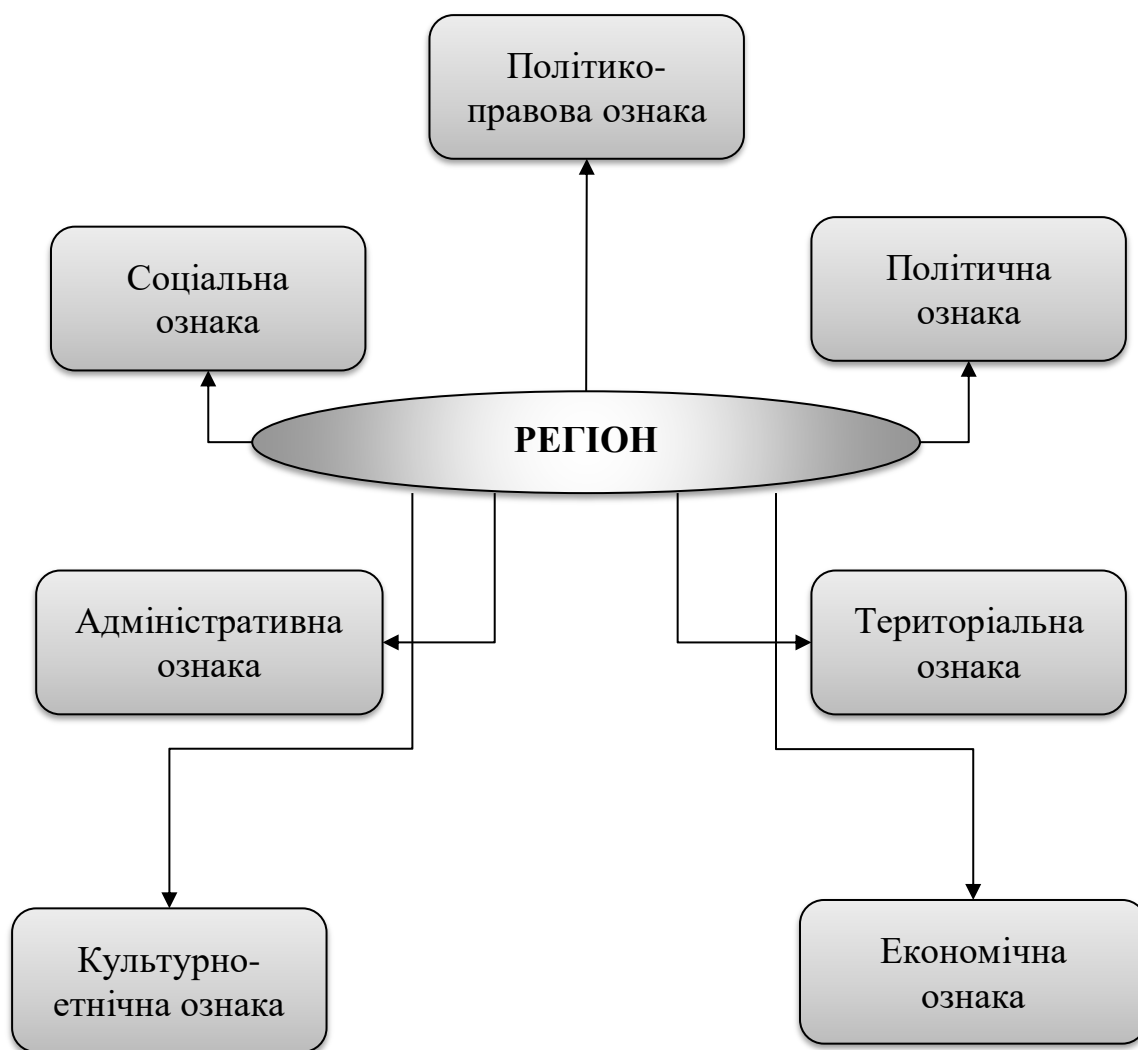 Політико-
правова ознака
Соціальна
ознака
Політична
ознака
РЕГІОН
Адміністративна
ознака
Територіальна
ознака
Культурно-
етнічна ознака
Економічна
ознака